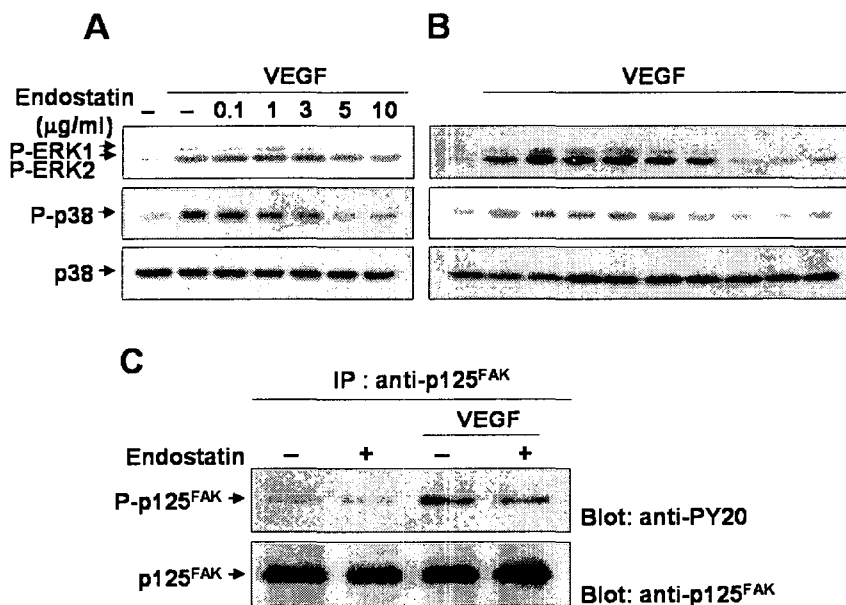 A
VEGF
Endostatin – – 0.1 1 3 5 10
(μg/ml)
P-ERK1
P-ERK2
P-p38
p38
B
VEGF
C
IP : anti-p125FAK
VEGF
Endostatin – + – +
P-p125FAK
Blot: anti-PY20
p125FAK
Blot: anti-p125FAK